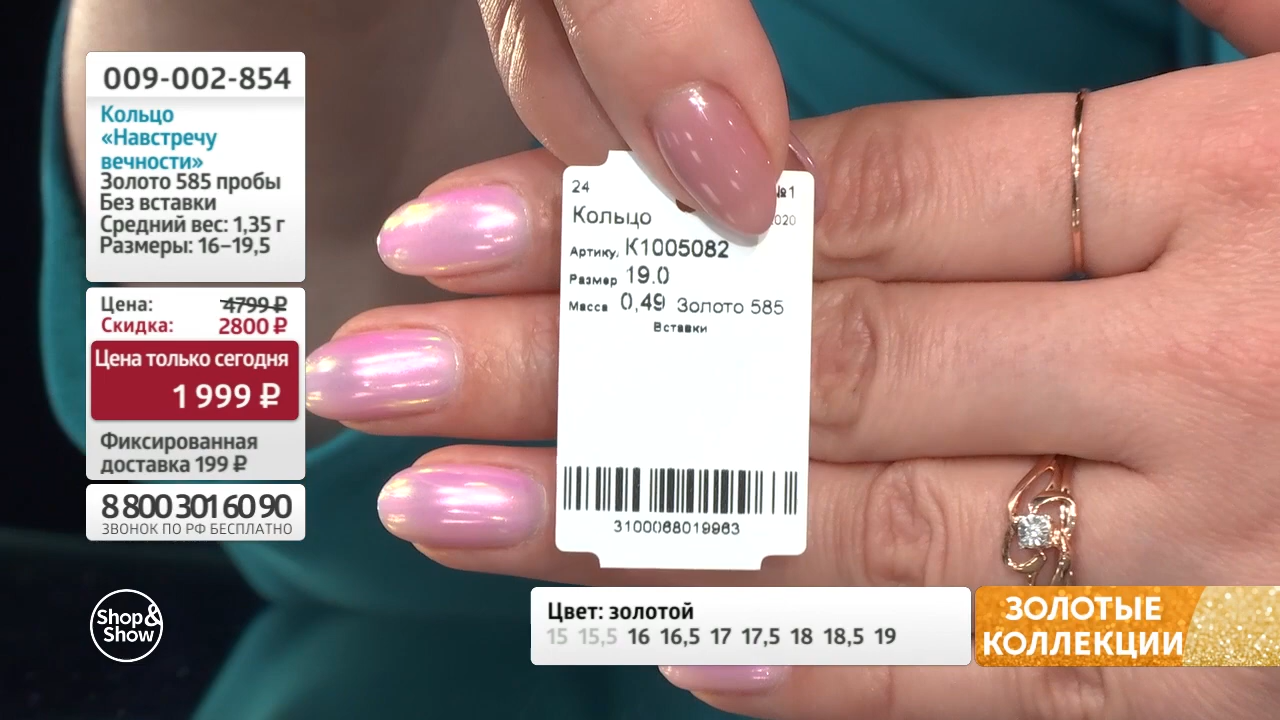 009-002-854
Кольцо
«Навстречу
вечности»
Золото 585 пробы
Без вставки
Средний вес: 1,35 г
Размеры: 16–19,5
Цена: 4799 ₽
Скидка: 2800 ₽
Цена только сегодня
1 999 ₽
Фиксированная
доставка 199 ₽
8 800 301 60 90
ЗВОНОК ПО РФ БЕСПЛАТНО
Shop&
Show
24 №1
Кольцо 020
Артикул К1005082
Размер 19.0
Масса 0,49 Золото 585
Вставки
3100068019963
Цвет: золотой
15 15,5 16 16,5 17 17,5 18 18,5 19
ЗОЛОТЫЕ
КОЛЛЕКЦИИ